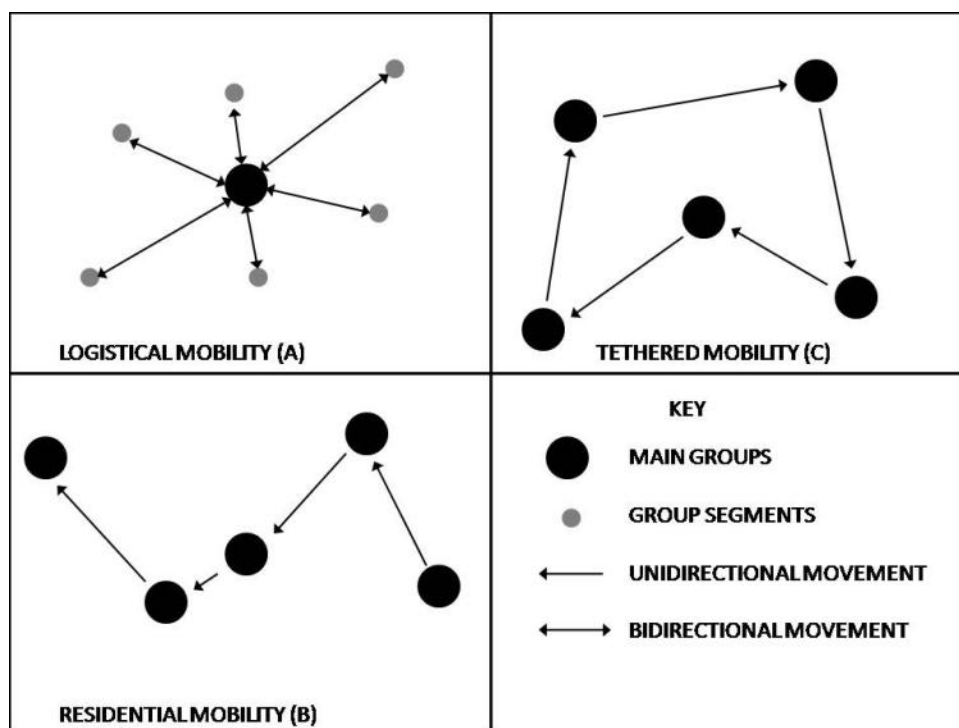 LOGISTICAL MOBILITY (A)
TETHERED MOBILITY (C)
RESIDENTIAL MOBILITY (B)
KEY
MAIN GROUPS
GROUP SEGMENTS
UNIDIRECTIONAL MOVEMENT
BIDIRECTIONAL MOVEMENT